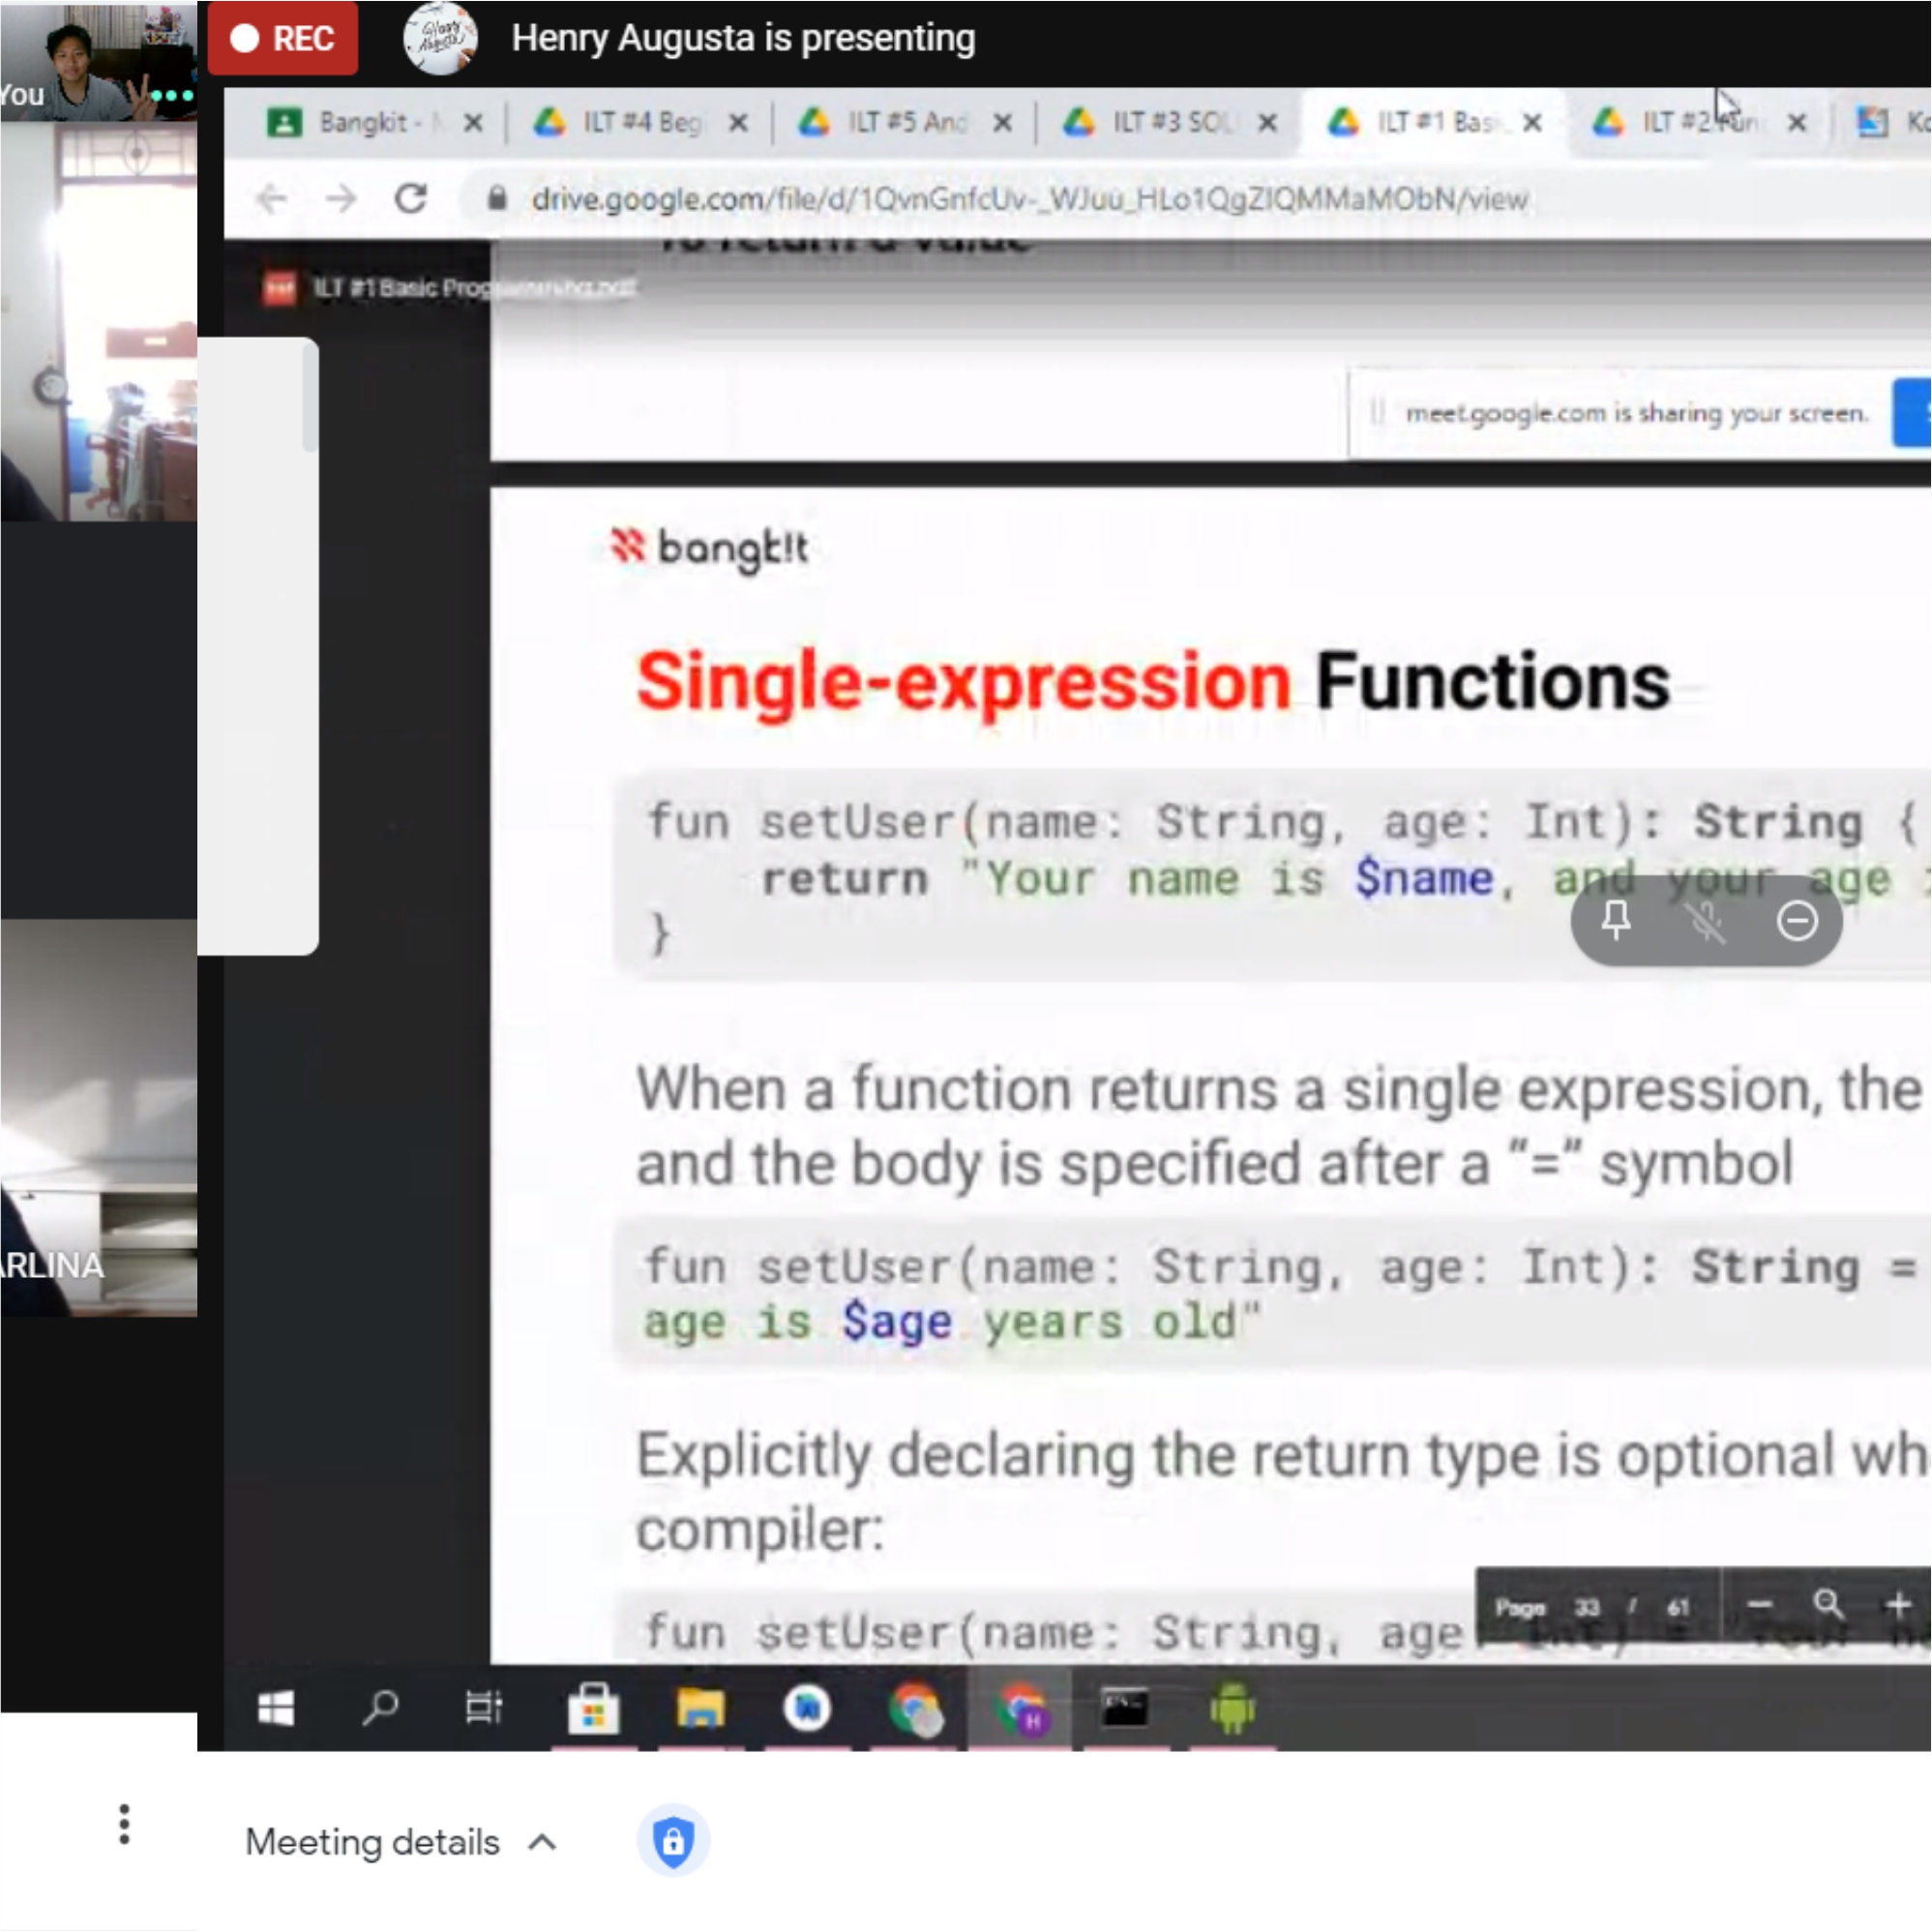 You
REC
Henry Augusta is presenting
Bangkit -
ILT #4 Beg
ILT #5 And
ILT #3 SOL
ILT #1 Bas
ILT #2 Fun
drive.google.com/file/d/1QvnGnfcUv-_WJuu_HLo1QgZIQMMaMObN/view
to return a value
ILT #1 Basic Programming.pdf
meet.google.com is sharing your screen.
bangk!t
Single-expression Functions
fun setUser(name: String, age: Int): String {
return "Your name is $name, and your age
}
When a function returns a single expression, the
and the body is specified after a “=” symbol
fun setUser(name: String, age: Int): String =
age is $age years old"
Explicitly declaring the return type is optional wh
compiler:
Page 33 / 61
fun setUser(name: String, age: Int) =
RLINA
Meeting details